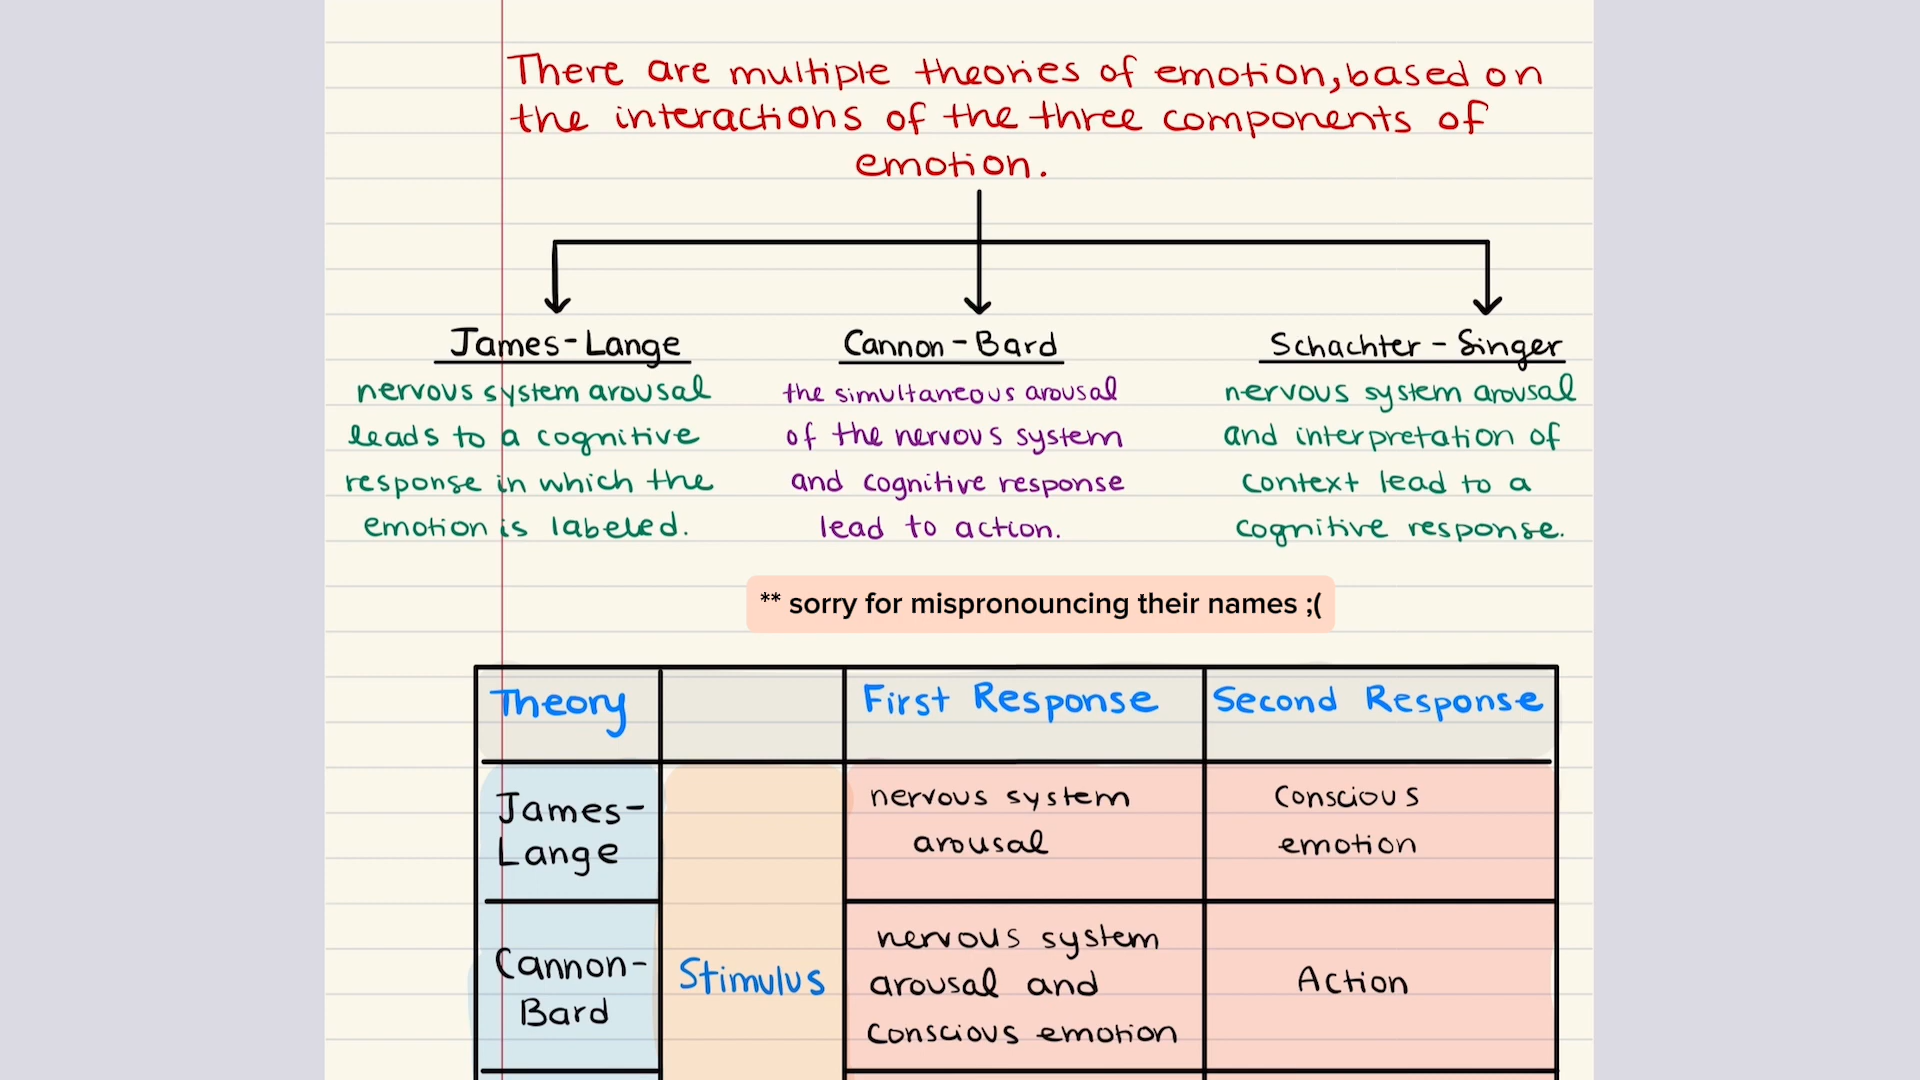 There are multiple theories of emotion, based on
the interactions of the three components of
emotion.
James-Lange
nervous system arousal
leads to a cognitive
response in which the
emotion is labeled.
Cannon-Bard
the simultaneous arousal
of the nervous system
and cognitive response
lead to action.
Schachter-Singer
nervous system arousal
and interpretation of
context lead to a
cognitive response.
** sorry for mispronouncing their names ;(
Theory
First Response
Second Response
James-
Lange
Stimulus
nervous system
arousal
Conscious
emotion
Cannon-
Bard
nervous system
arousal and
conscious emotion
Action